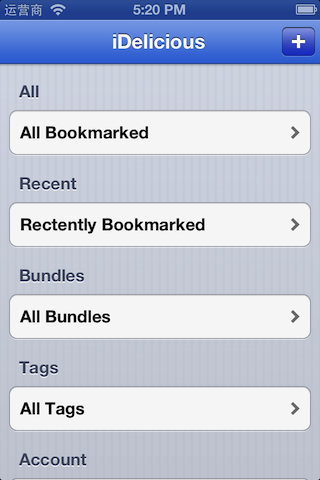 运营商 5:20 PM
iDelicious +
All
All Bookmarked
Recent
Rectently Bookmarked
Bundles
All Bundles
Tags
All Tags
Account